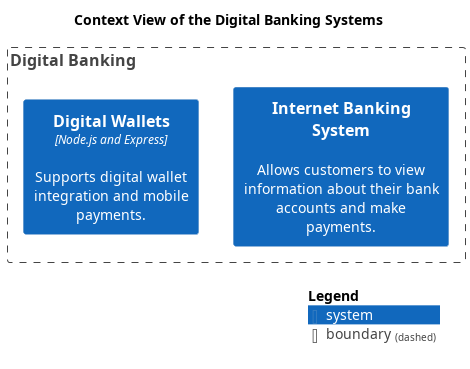 Context View of the Digital Banking Systems
Digital Banking
Digital Wallets
[Node.js and Express]
Supports digital wallet
integration and mobile
payments.
Internet Banking
System
Allows customers to view
information about their bank
accounts and make
payments.
Legend
system
boundary (dashed)